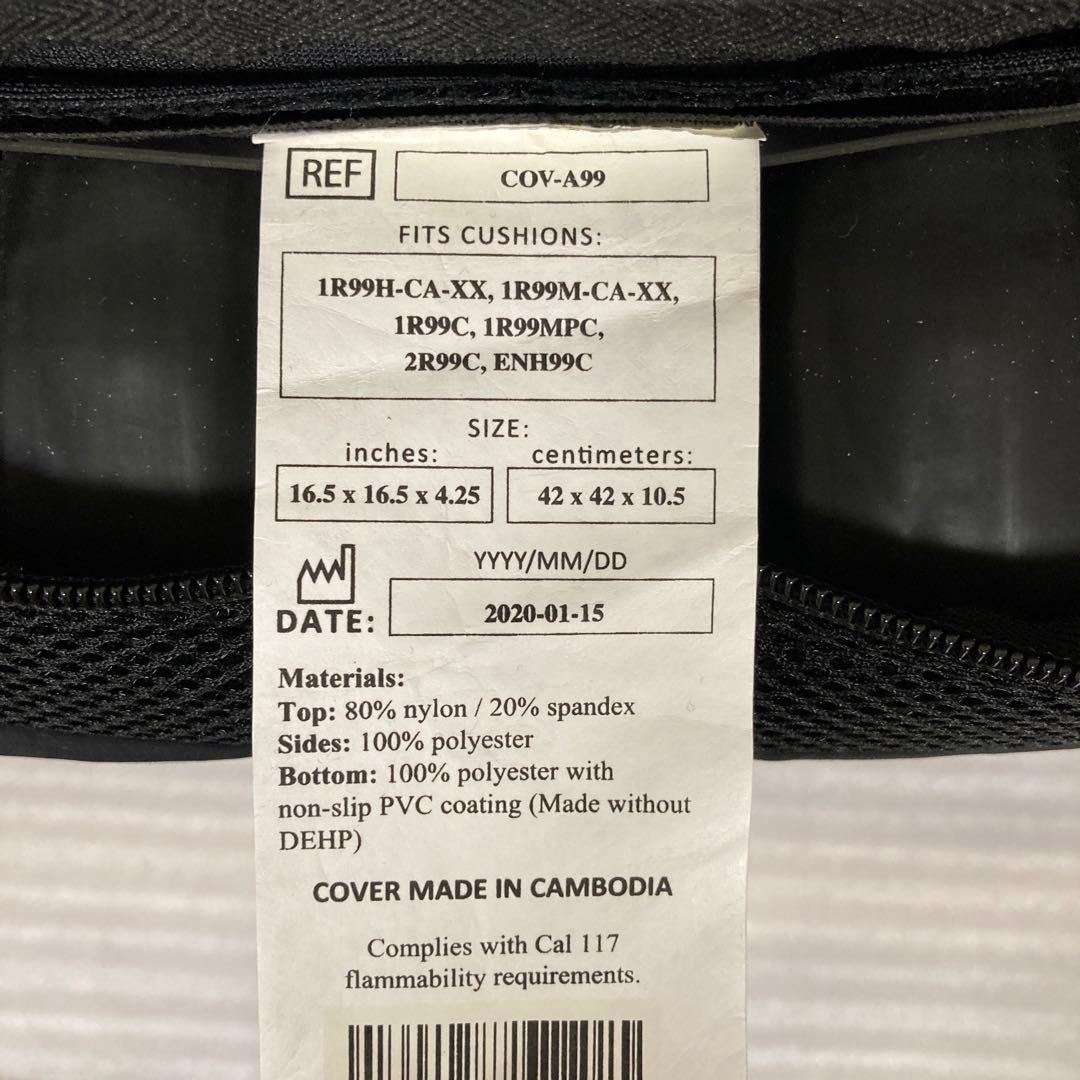 REF COV-A99
FITS CUSHIONS:
1R99H-CA-XX, 1R99M-CA-XX,
1R99C, 1R99MPC,
2R99C, ENH99C
SIZE:
inches: centimeters:
16.5 x 16.5 x 4.25 42 x 42 x 10.5
YYYY/MM/DD
DATE: 2020-01-15
Materials:
Top: 80% nylon / 20% spandex
Sides: 100% polyester
Bottom: 100% polyester with
non-slip PVC coating (Made without
DEHP)
COVER MADE IN CAMBODIA
Complies with Cal 117
flammability requirements.